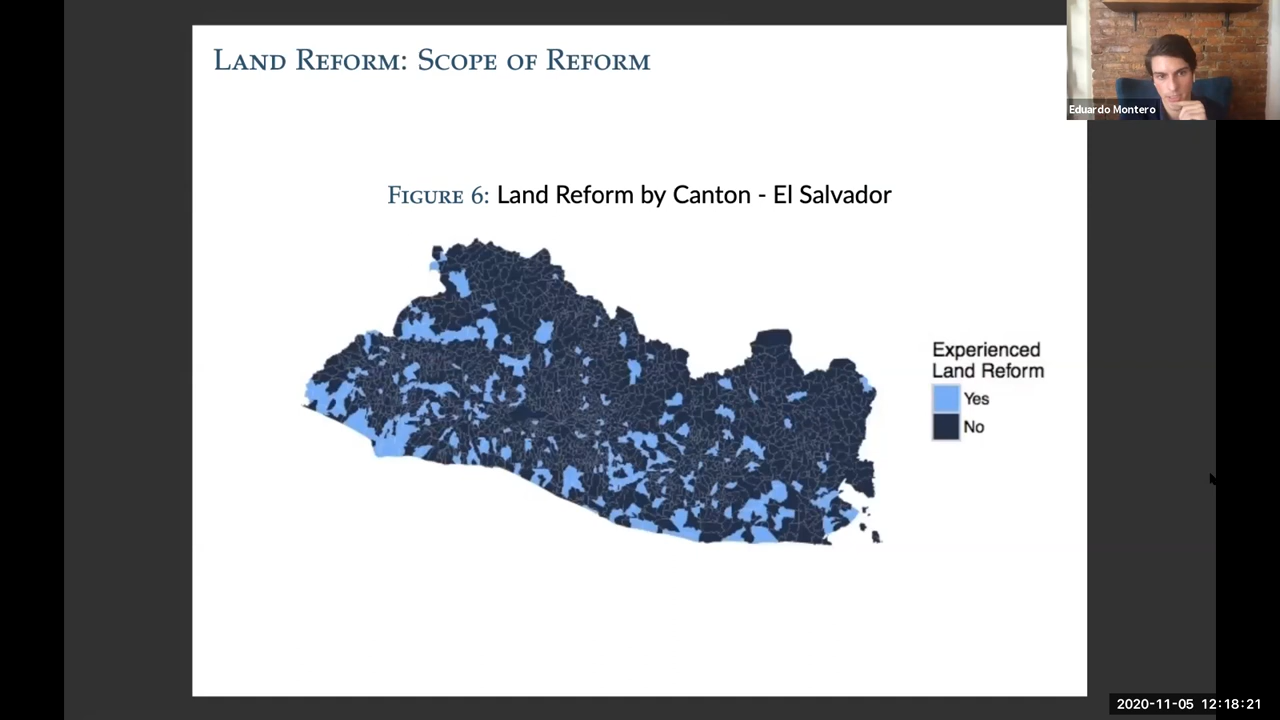 Land Reform: Scope of Reform
Eduardo Montero
Figure 6: Land Reform by Canton - El Salvador
Experienced
Land Reform
Yes
No
2020-11-05 12:18:21